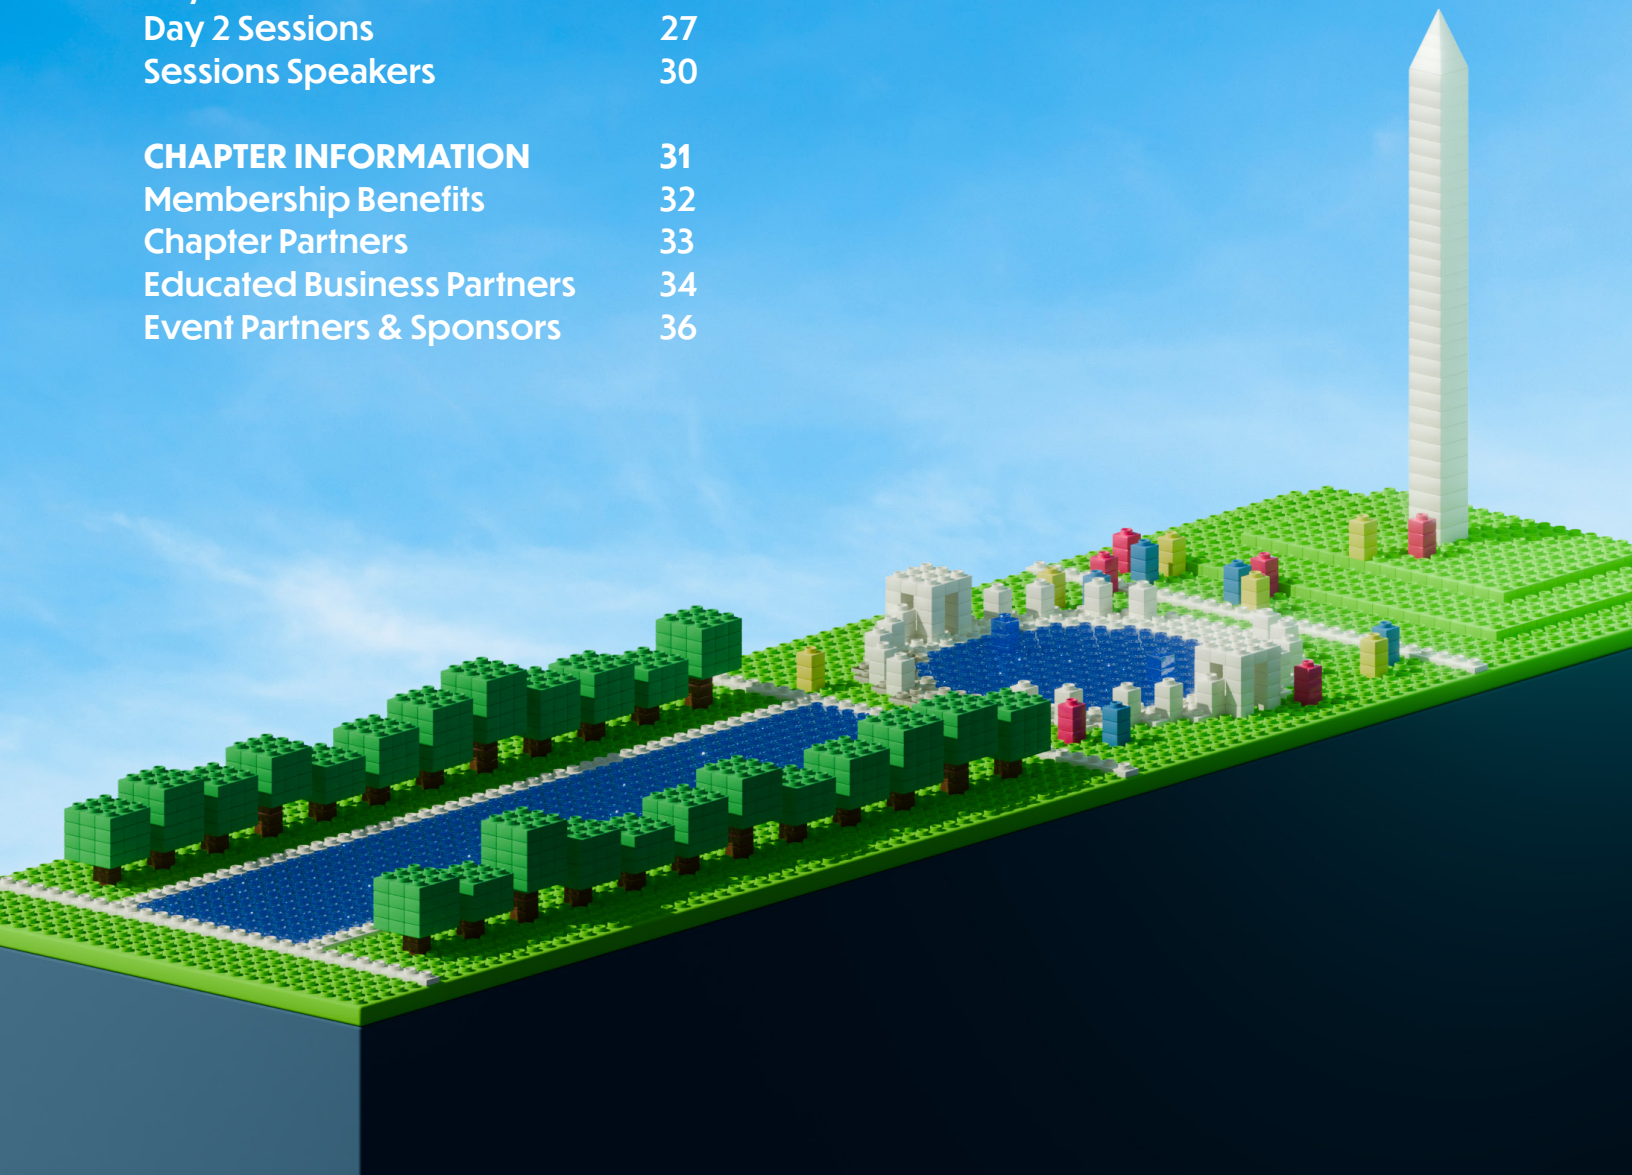 Day 2 Sessions 27
Sessions Speakers 30
CHAPTER INFORMATION 31
Membership Benefits 32
Chapter Partners 33
Educated Business Partners 34
Event Partners & Sponsors 36